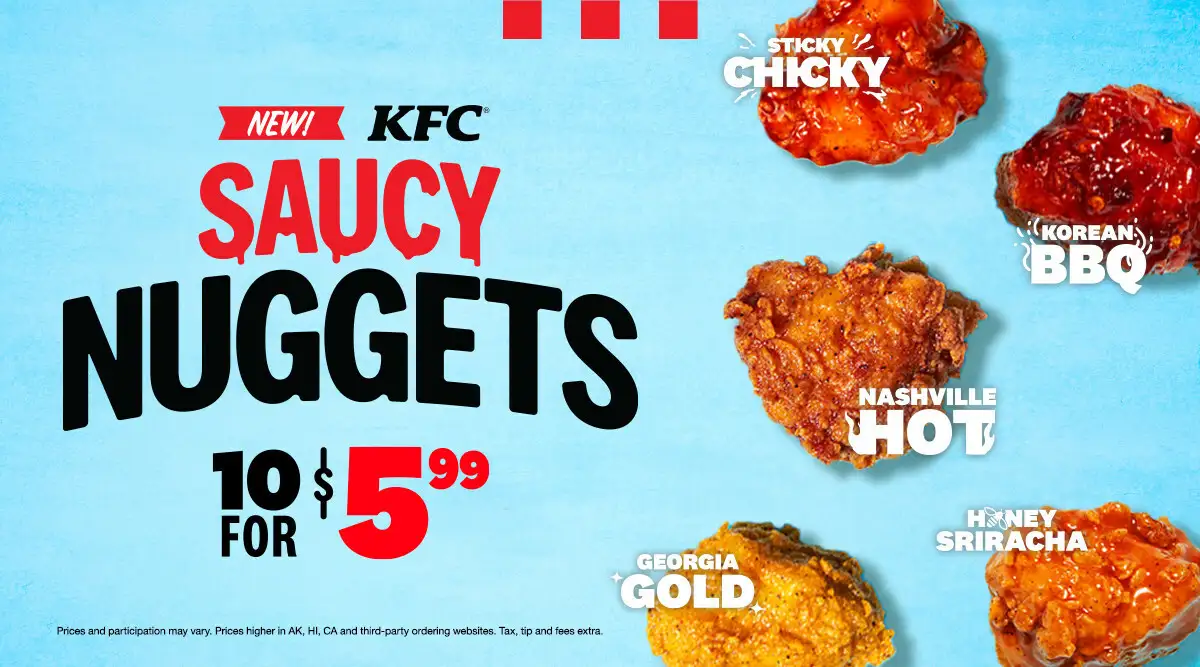 NEW! KFC®
SAUCY
NUGGETS
10 FOR $5.99
STICKY
CHICKY
KOREAN
BBQ
NASHVILLE
HOT
HONEY
SRIRACHA
GEORGIA
GOLD
Prices and participation may vary. Prices higher in AK, HI, CA and third-party ordering websites. Tax, tip and fees extra.